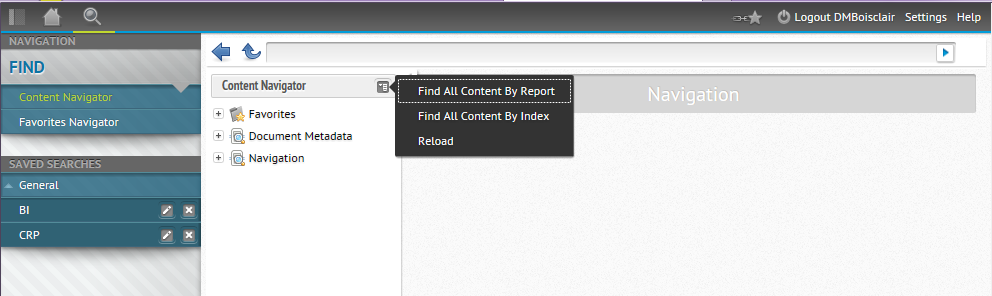 Logout DMBoisclair Settings Help
NAVIGATION
FIND
Content Navigator
Favorites Navigator
SAVED SEARCHES
General
BI
CRP
Content Navigator
Favorites
Document Metadata
Navigation
Find All Content By Report
Find All Content By Index
Reload
Navigation